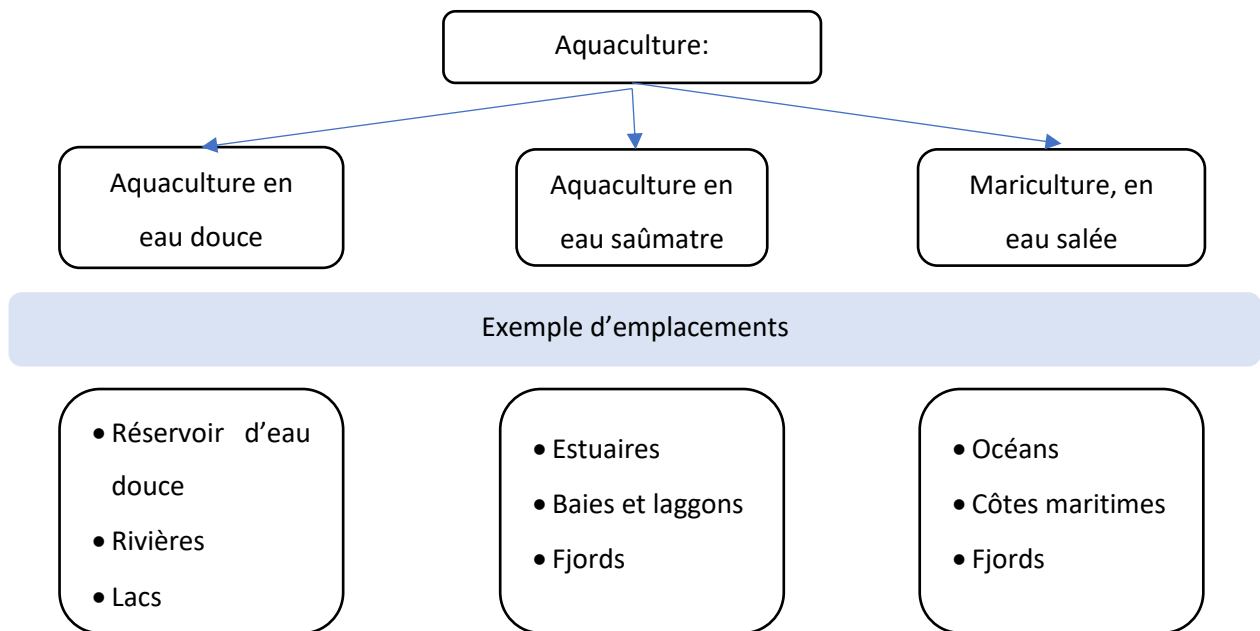 Aquaculture:
Aquaculture en
eau douce
Aquaculture en
eau saûmatre
Mariculture, en
eau salée
Exemple d’emplacements
• Réservoir d’eau
douce
• Rivières
• Lacs
• Estuaires
• Baies et laggons
• Fjords
• Océans
• Côtes maritimes
• Fjords